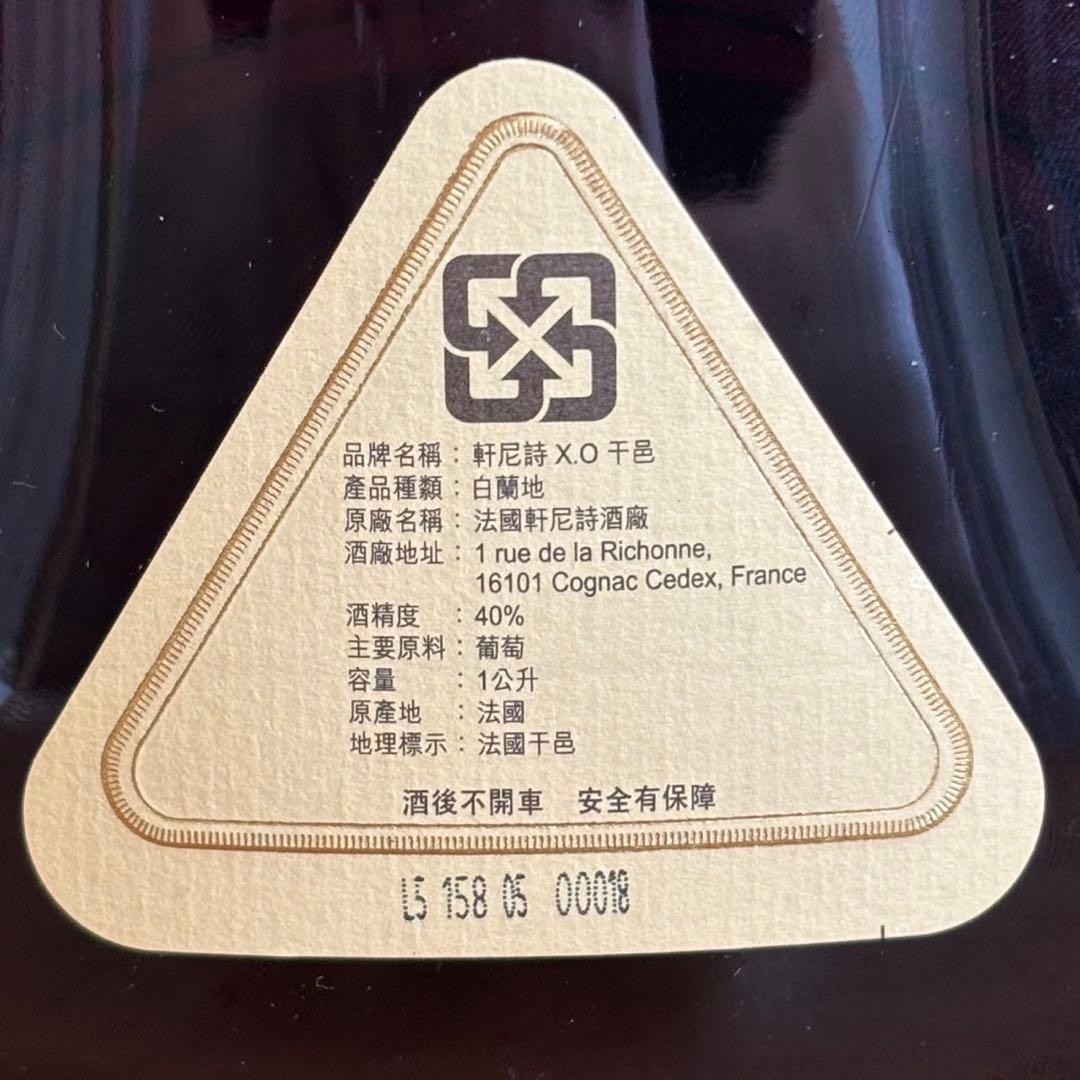 品牌名稱：軒尼詩 X.O 干邑
產品種類：白蘭地
原廠名稱：法國軒尼詩酒廠
酒廠地址：1 rue de la Richonne,
16101 Cognac Cedex, France
酒精度：40%
主要原料：葡萄
容量：1公升
原產地：法國
地理標示：法國干邑
酒後不開車 安全有保障
L5 158 05 00018